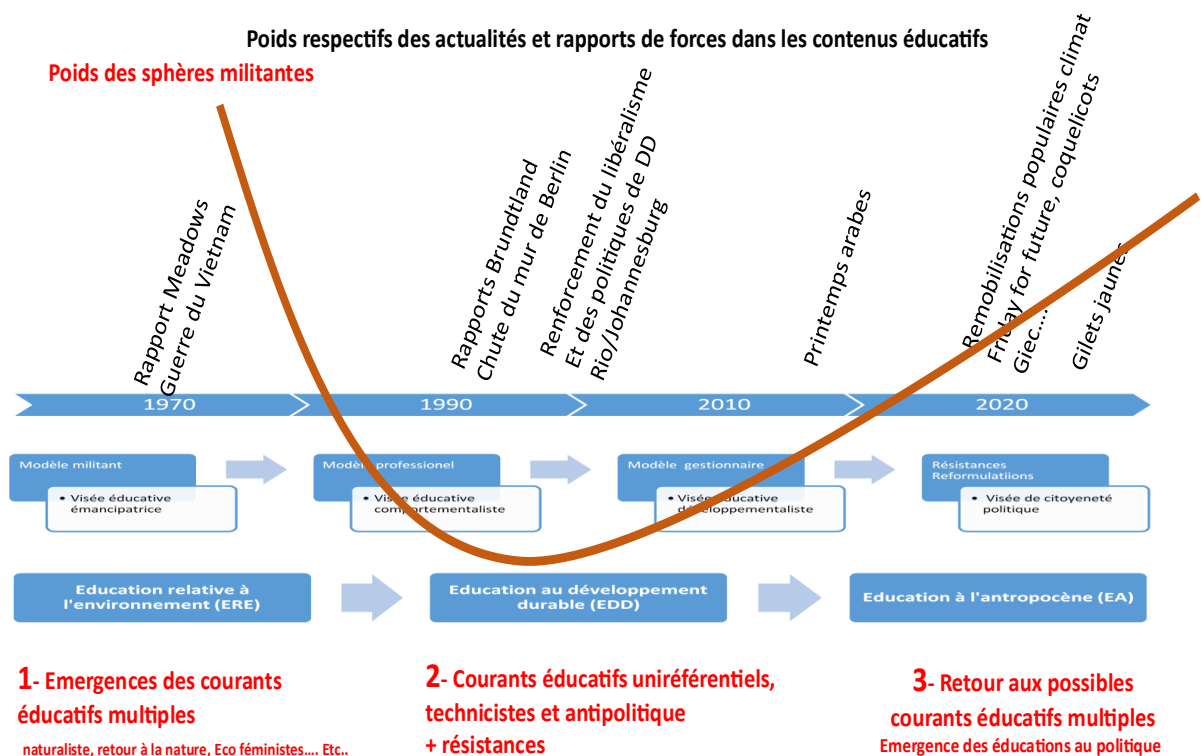 Poids respectifs des actualités et rapports de forces dans les contenus éducatifs
Poids des sphères militantes
Rapport Meadows
Guerre du Vietnam
Rapports Brundtland
Chute du mur de Berlin
Renforcement du libéralisme
Et des politiques de DD
Rio/Johannesburg
Printemps arabes
Remobilisations populaires climat
Friday for future, coquelicots
Giec....
Gilets jaunes
1970
1990
2010
2020
Modèle militant
• Visée éducative
émancipatrice
Modèle professionel
• Visée éducative
comportementaliste
Modèle gestionnaire
• Visée éducative
développementaliste
Résistances
Reformulatiions
• Visée de citoyeneté
politique
Education relative à
l'environnement (ERE)
Education au développement
durable (EDD)
Education à l'antropocène (EA)
1- Emergences des courants
éducatifs multiples
naturaliste, retour à la nature, Eco féministes.... Etc..
2- Courants éducatifs uniréférentiels,
technicistes et antipolitique
+ résistances
3- Retour aux possibles
courants éducatifs multiples
Emergence des éducations au politique